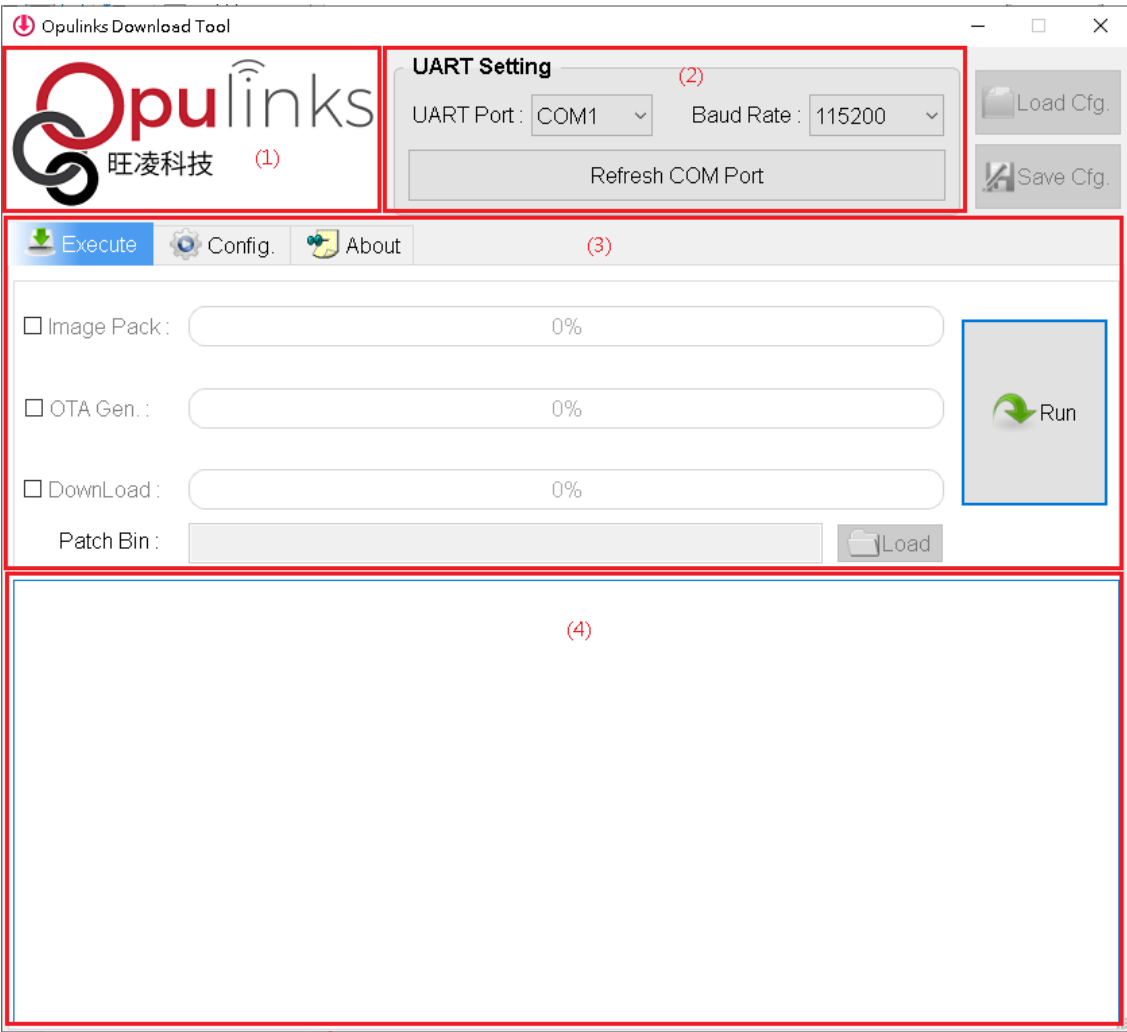 Opulinks Download Tool
Opulinks
旺凌科技
(1)
UART Setting
(2)
UART Port :
COM1
Baud Rate :
115200
Refresh COM Port
Load Cfg.
Save Cfg.
Execute
Config.
About
(3)
Image Pack :
0%
OTA Gen. :
0%
DownLoad :
0%
Patch Bin :
Load
Run
(4)